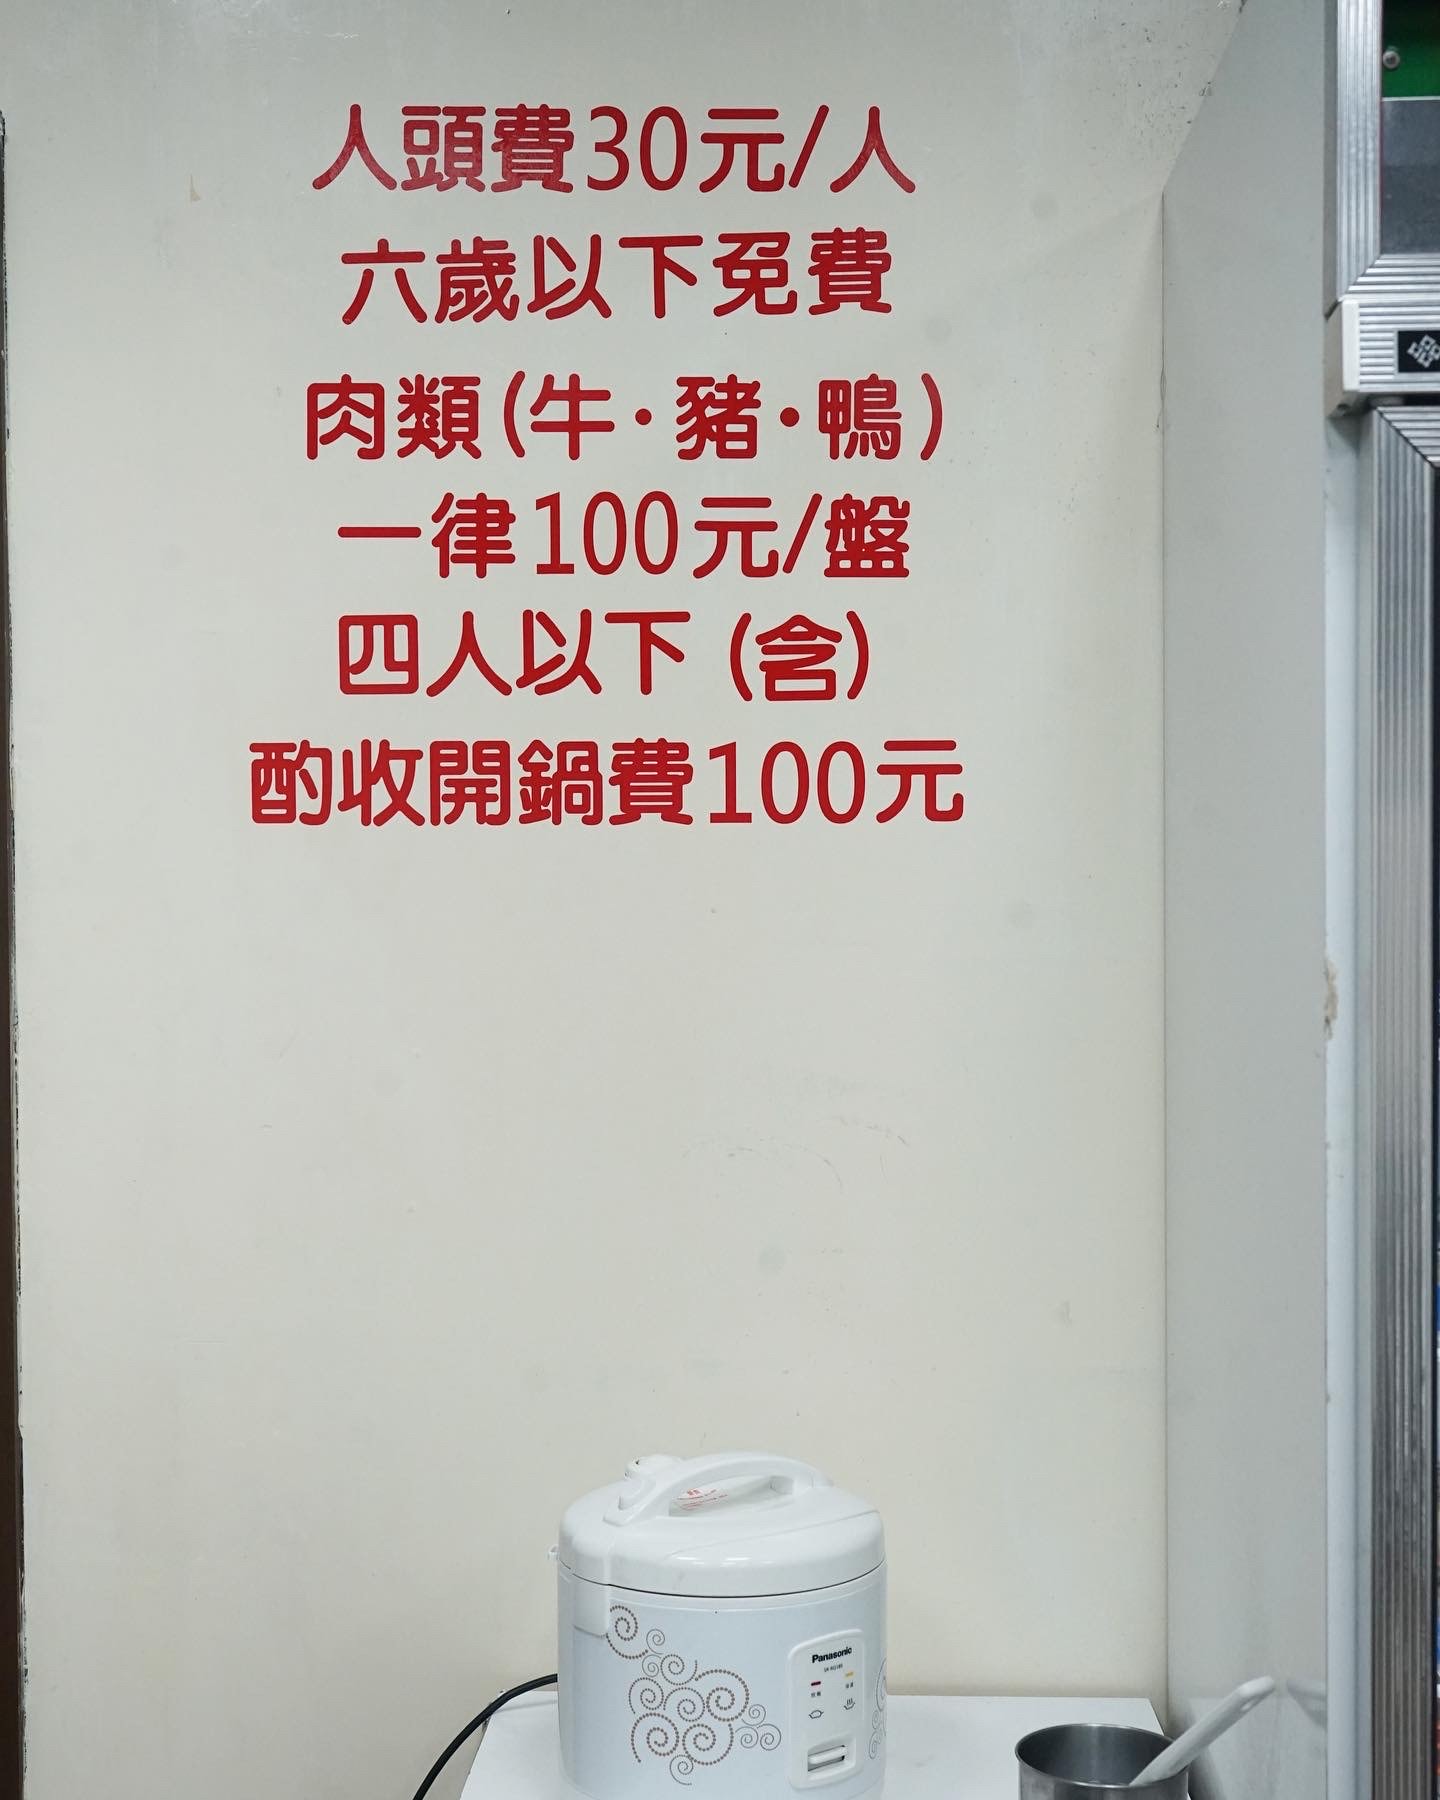 人頭費30元/人
六歲以下免費
肉類(牛·豬·鴨)
一律100元/盤
四人以下 (含)
酌收開鍋費100元
Panasonic